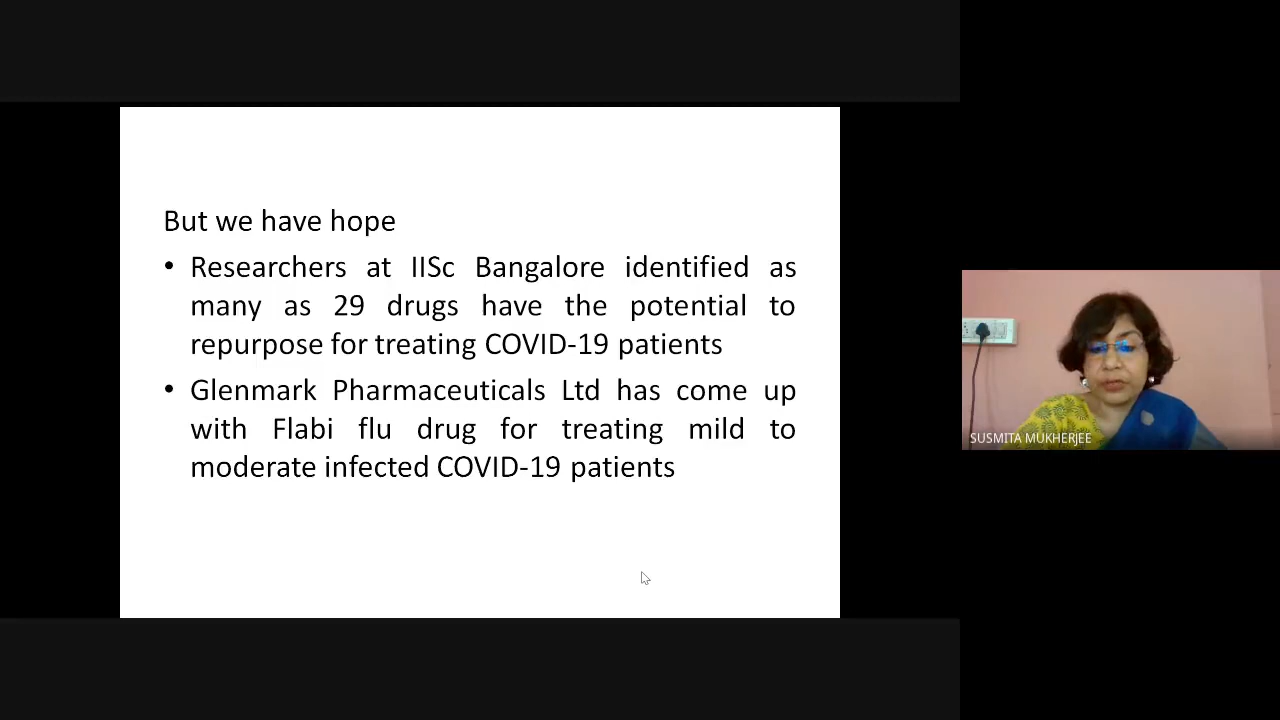 But we have hope
• Researchers at IISc Bangalore identified as
many as 29 drugs have the potential to
repurpose for treating COVID-19 patients
• Glenmark Pharmaceuticals Ltd has come up
with Flabi flu drug for treating mild to
moderate infected COVID-19 patients
SUSMITA MUKHERJEE